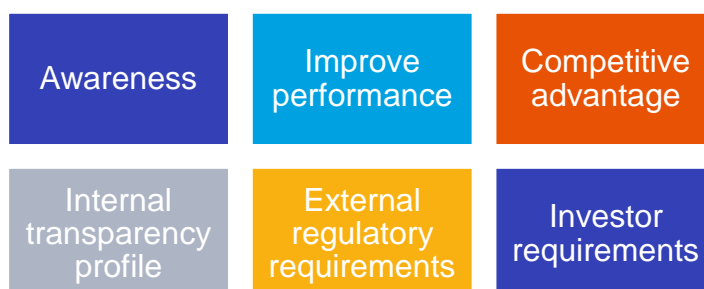 Awareness
Improve
performance
Competitive
advantage
Internal
transparency
profile
External
regulatory
requirements
Investor
requirements